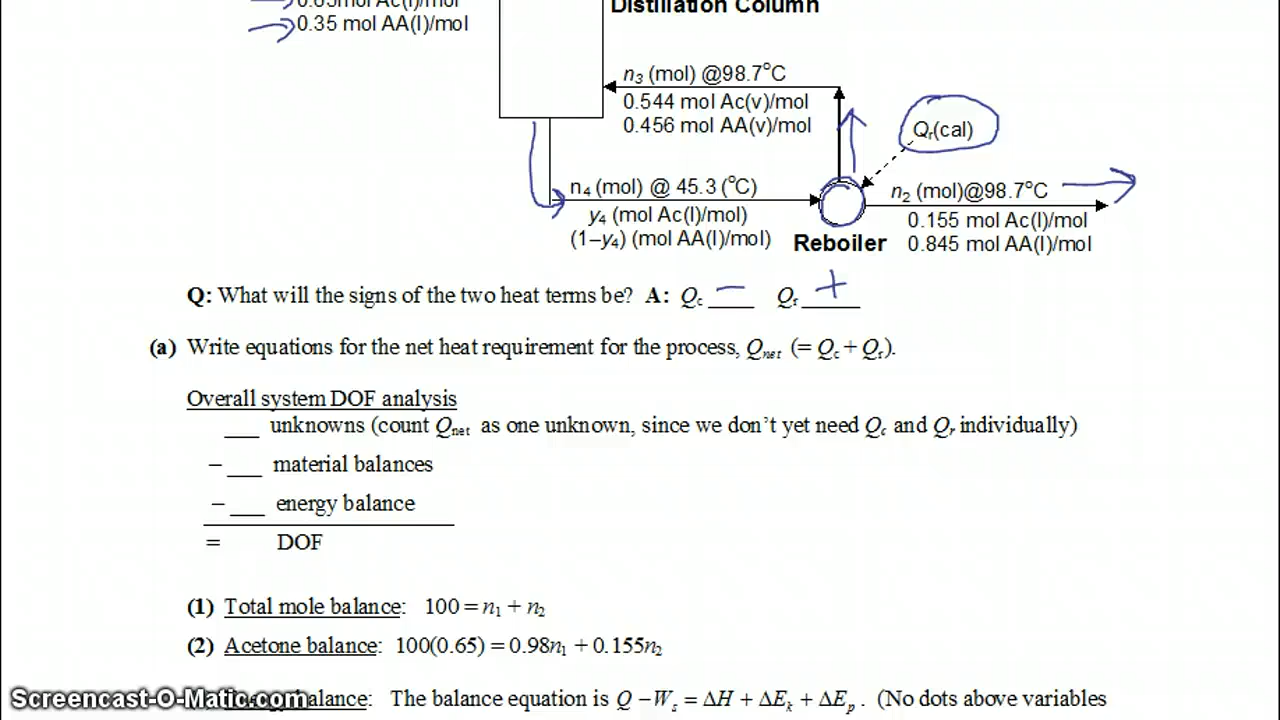 0.65mol Ac(l)/mol
0.35 mol AA(l)/mol
Distillation Column
n3 (mol) @98.7°C
0.544 mol Ac(v)/mol
0.456 mol AA(v)/mol
Qr(cal)
n4 (mol) @ 45.3 (°C)
y4 (mol Ac(l)/mol)
(1–y4) (mol AA(l)/mol)
Reboiler
n2 (mol)@98.7°C
0.155 mol Ac(l)/mol
0.845 mol AA(l)/mol
Q: What will the signs of the two heat terms be? A: Qc − Qr +
(a) Write equations for the net heat requirement for the process, Qnet (= Qc + Qr).
Overall system DOF analysis
___ unknowns (count Qnet as one unknown, since we don't yet need Qc and Qr individually)
– ___ material balances
– ___ energy balance
= DOF
(1) Total mole balance: 100 = n1 + n2
(2) Acetone balance: 100(0.65) = 0.98n1 + 0.155n2
balance: The balance equation is Q – Ws = ΔH + ΔEk + ΔEp. (No dots above variables
Screencast-O-Matic.com